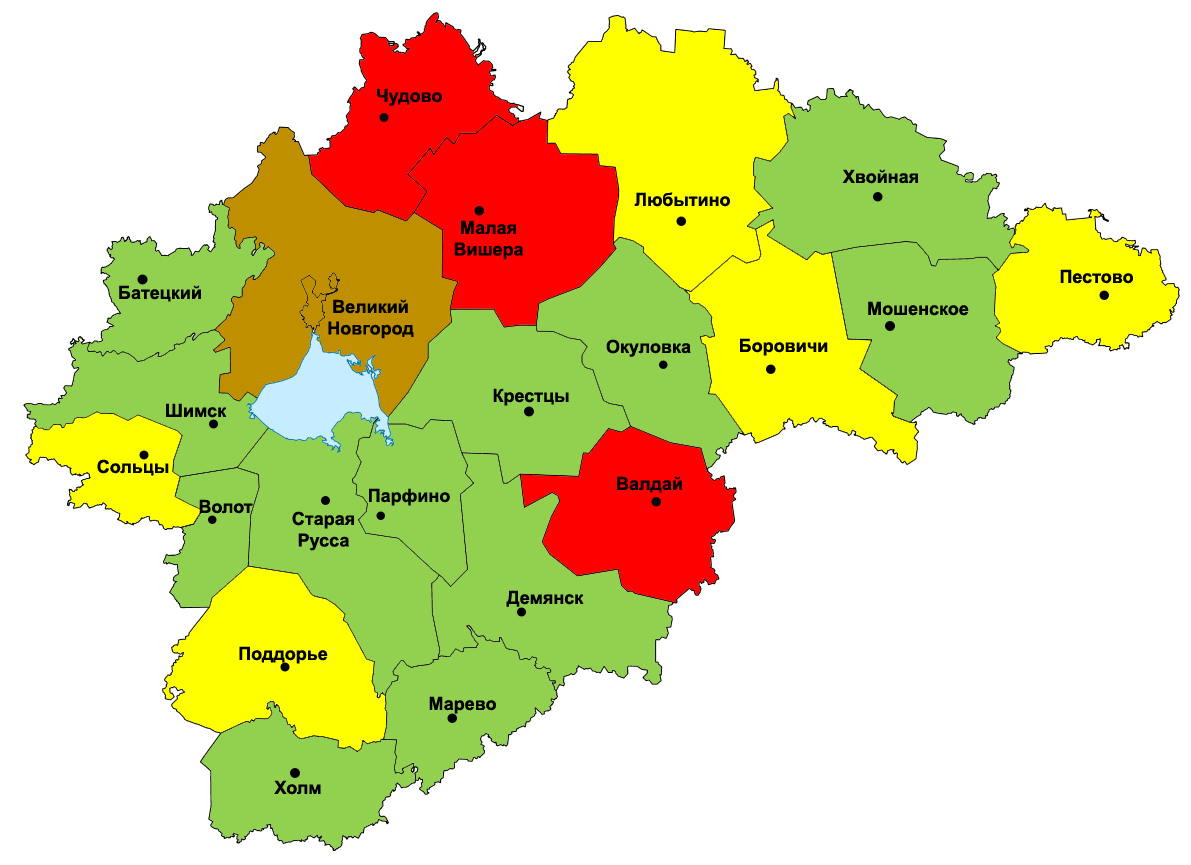 Чудово
Хвойная
Любытино
Малая
Вишера
Пестово
Батецкий
Великий
Новгород
Мошенское
Окуловка
Боровичи
Крестцы
Шимск
Сольцы
Валдай
Парфино
Волот
Старая
Русса
Демянск
Поддорье
Марево
Холм